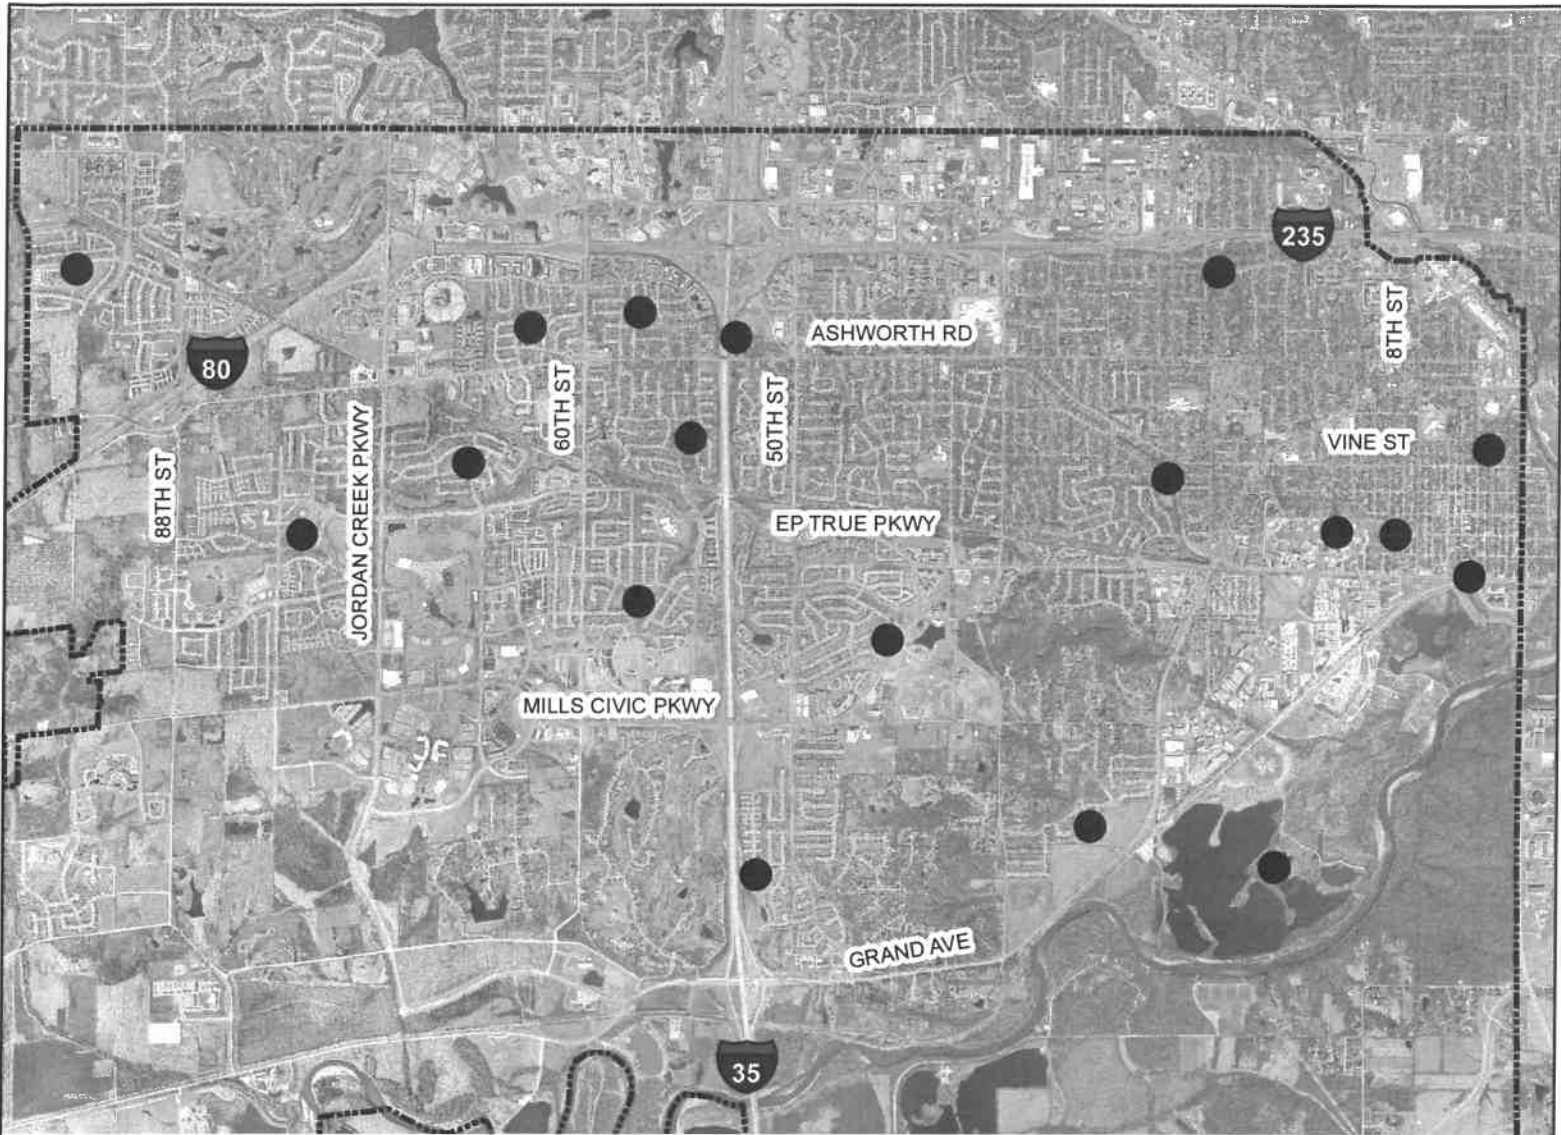 235
ASHWORTH RD
8TH ST
80
60TH ST
50TH ST
JORDAN CREEK PKWY
VINE ST
88TH ST
EP TRUE PKWY
MILLS CIVIC PKWY
GRAND AVE
35